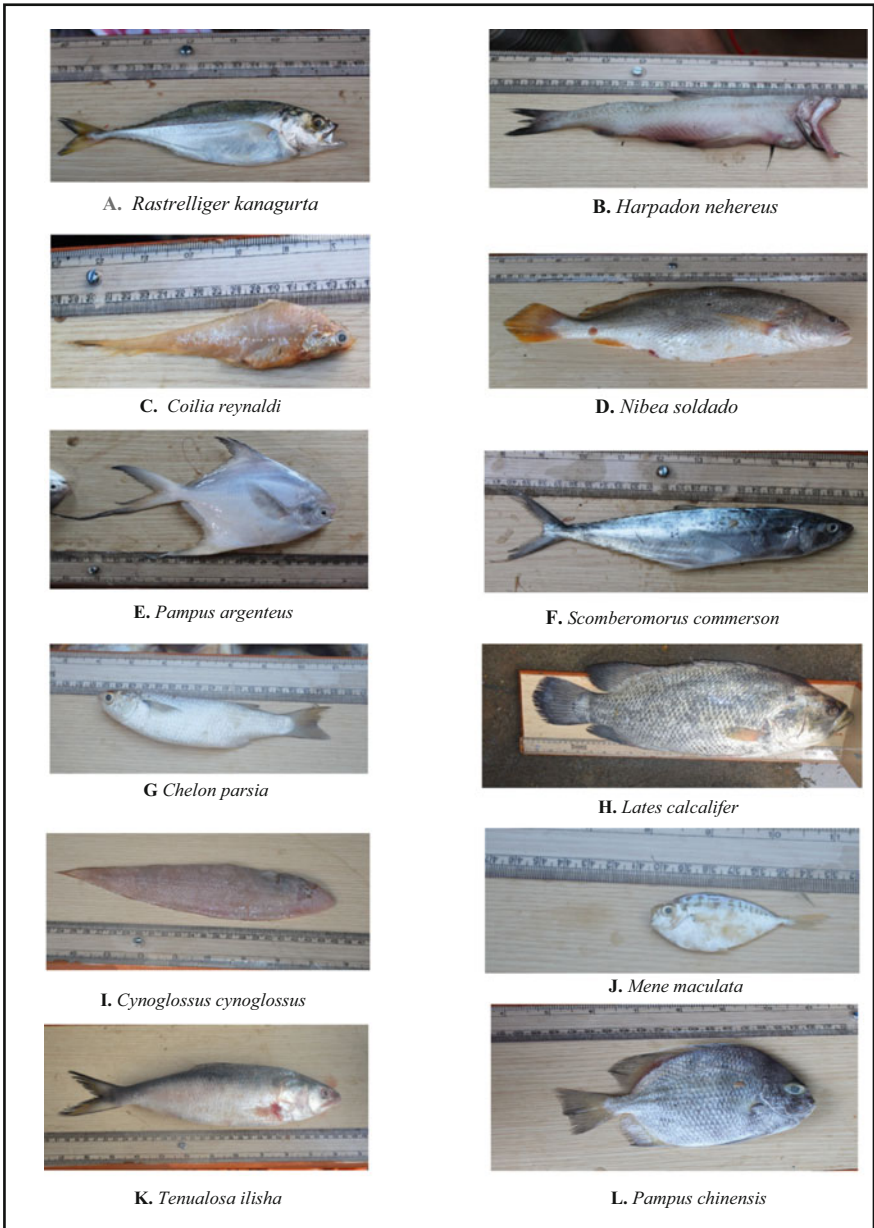 A. Rastrelliger kanagurta
B. Harpadon nehereus
C. Coilia reynaldi
D. Nibea soldado
E. Pampus argenteus
F. Scomberomorus commerson
G Chelon parsia
H. Lates calcalifer
I. Cynoglossus cynoglossus
J. Mene maculata
K. Tenualosa ilisha
L. Pampus chinensis